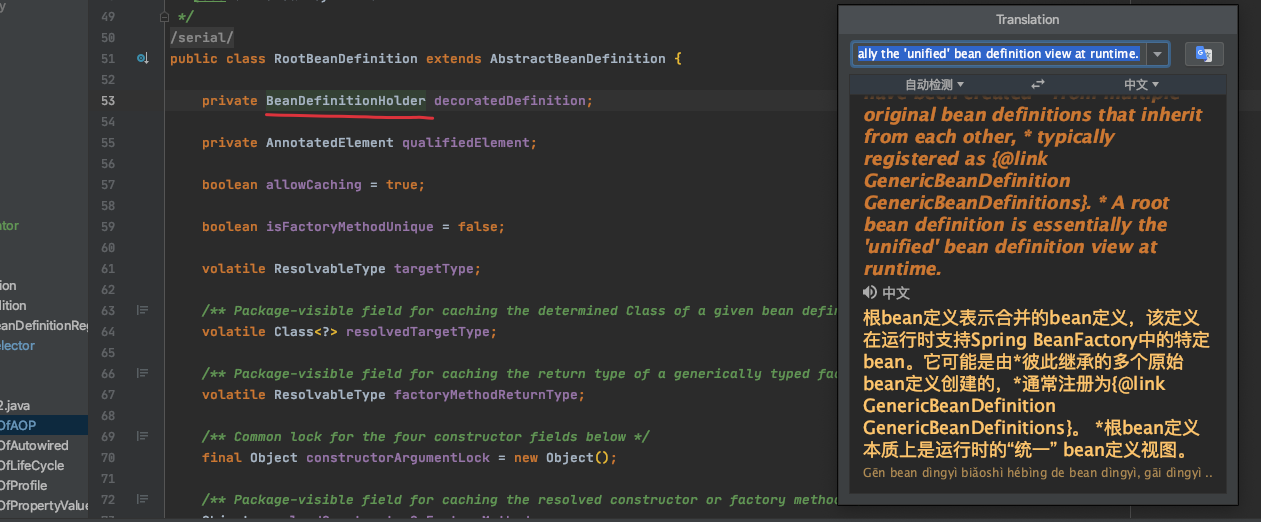 y
ator
tion
dition
eanDefinitionReg
elector
2.java
OfAOP
OfAutowired
OfLifeCycle
OfProfile
OfPropertyValue
49 */
50 /serial/
51 public class RootBeanDefinition extends AbstractBeanDefinition {
52
53 private BeanDefinitionHolder decoratedDefinition;
54
55 private AnnotatedElement qualifiedElement;
56
57 boolean allowCaching = true;
58
59 boolean isFactoryMethodUnique = false;
60
61 volatile ResolvableType targetType;
62
63 /** Package-visible field for caching the determined Class of a given bean defin
64 volatile Class<?> resolvedTargetType;
65
66 /** Package-visible field for caching the return type of a generically typed fac
67 volatile ResolvableType factoryMethodReturnType;
68
69 /** Common lock for the four constructor fields below */
70 final Object constructorArgumentLock = new Object();
71
72 /** Package-visible field for caching the resolved constructor or factory metho
Translation
ally the 'unified' bean definition view at runtime.
自动检测 中文
have been created * from multiple
original bean definitions that inherit
from each other, * typically
registered as {@link
GenericBeanDefinition
GenericBeanDefinitions}. * A root
bean definition is essentially the
'unified' bean definition view at
runtime.
中文
根bean定义表示合并的bean定义，该定义
在运行时支持Spring BeanFactory中的特定
bean。它可能是由*彼此继承的多个原始
bean定义创建的，*通常注册为{@link
GenericBeanDefinition
GenericBeanDefinitions}。 *根bean定义
本质上是运行时的“统一” bean定义视图。
Gēn bean dìngyì biǎoshì hébìng de bean dìngyì, gāi dìngyì ..